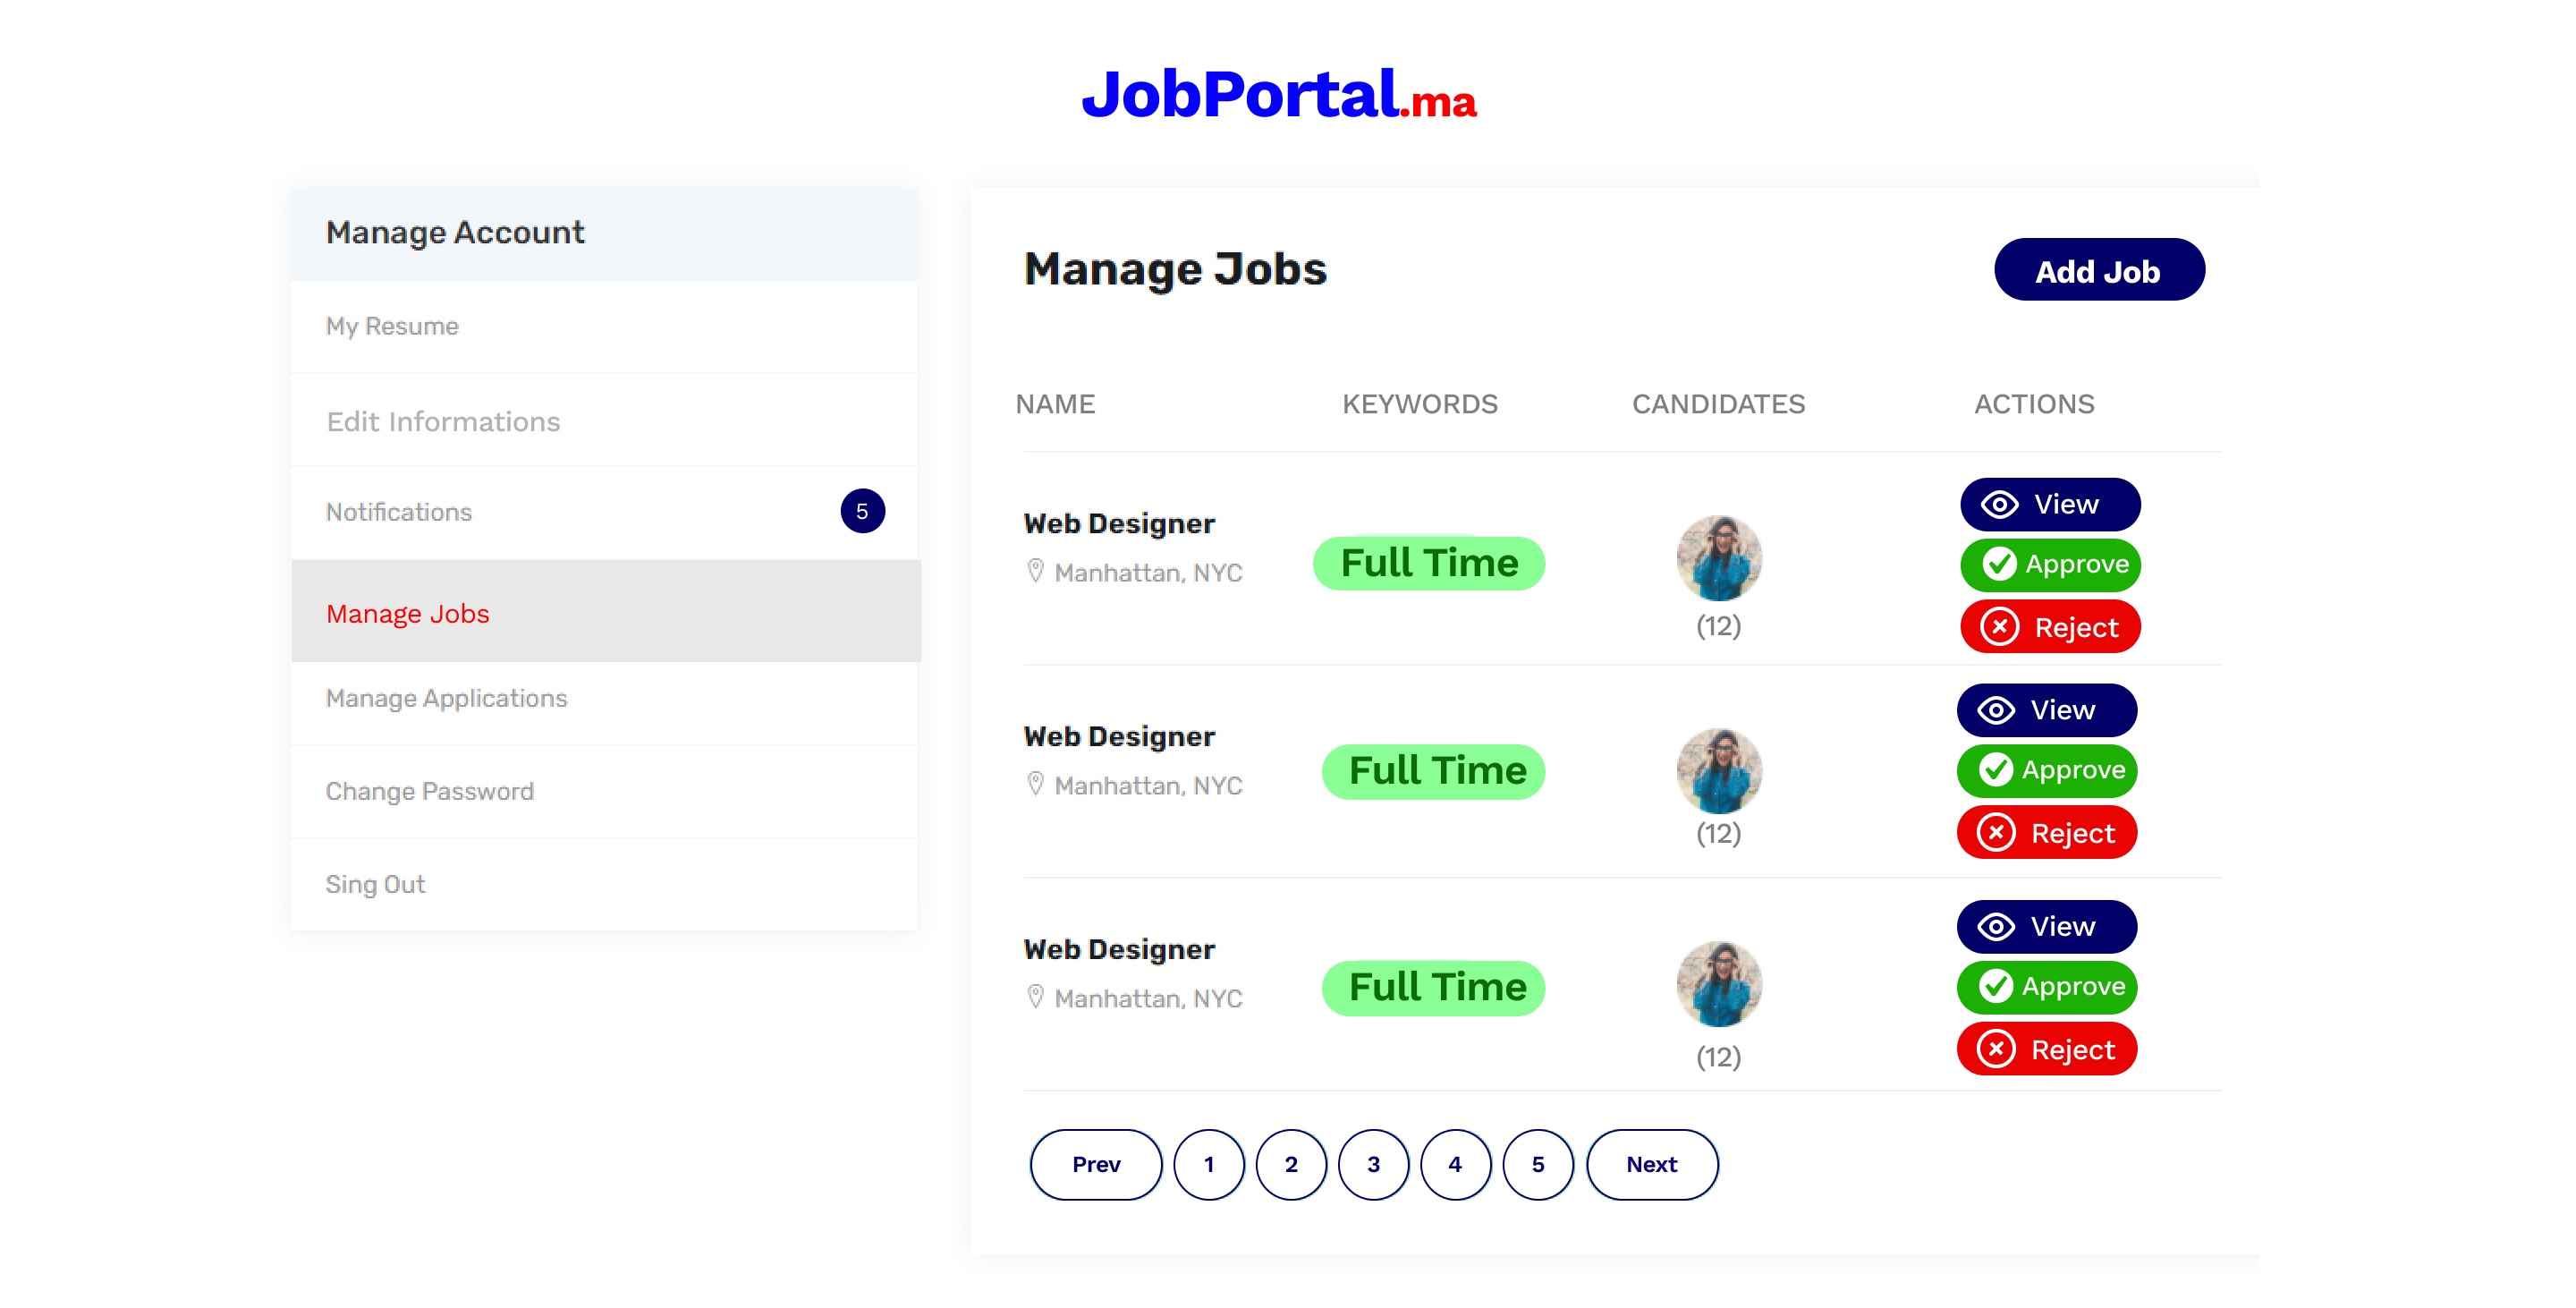 JobPortal.ma
Manage Account
My Resume
Edit Informations
Notifications 5
Manage Jobs
Manage Applications
Change Password
Sing Out
Manage Jobs
Add Job
NAME KEYWORDS CANDIDATES ACTIONS
Web Designer
Manhattan, NYC
Full Time
(12)
View
Approve
Reject
Web Designer
Manhattan, NYC
Full Time
(12)
View
Approve
Reject
Web Designer
Manhattan, NYC
Full Time
(12)
View
Approve
Reject
Prev 1 2 3 4 5 Next